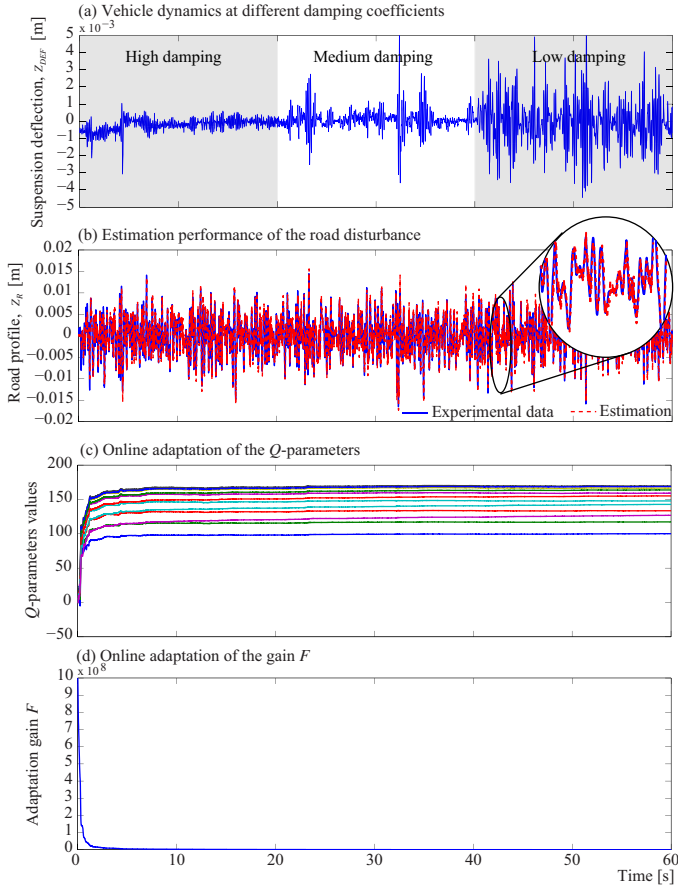 (a) Vehicle dynamics at different damping coefficients
× 10⁻³
5
4
3
2
1
0
−1
−2
−3
−4
−5
Suspension deflection, Z_DEF [m]
High damping
Medium damping
Low damping
(b) Estimation performance of the road disturbance
0.02
0.015
0.01
0.005
0
−0.005
−0.01
−0.015
−0.02
Road profile, z_R [m]
Experimental data
Estimation
(c) Online adaptation of the Q-parameters
200
150
100
50
0
−50
Q-parameters values
(d) Online adaptation of the gain F
x 10⁸
10
9
8
7
6
5
4
3
2
1
0
Adaptation gain F
0 10 20 30 40 50 60
Time [s]